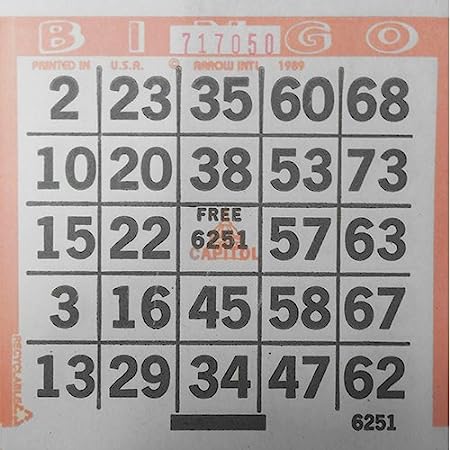 B I N G O
717050
PRINTED IN U.S.A. © ARROW INT'L 1989
2 23 35 60 68
10 20 38 53 73
15 22 FREE 57 63
6251
CAPITOL
3 16 45 58 67
13 29 34 47 62
6251
RECYCLABLE